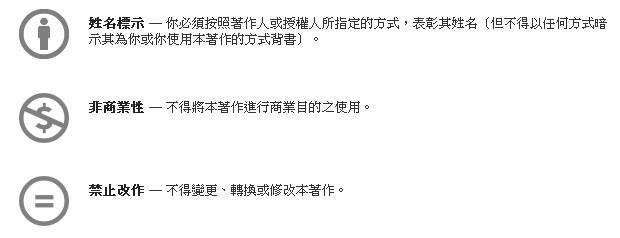 姓名標示 — 你必須按照著作人或授權人所指定的方式，表彰其姓名〔但不得以任何方式暗
示其為你或你使用本著作的方式背書〕。
非商業性 — 不得將本著作進行商業目的之使用。
禁止改作 — 不得變更、轉換或修改本著作。